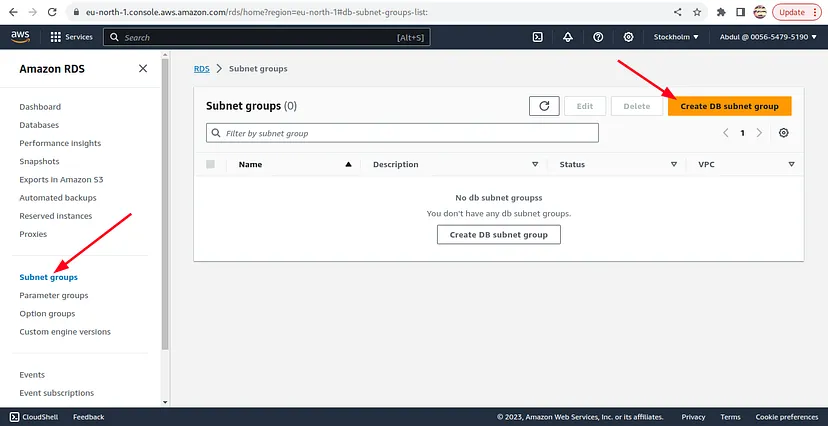 eu-north-1.console.aws.amazon.com/rds/home?region=eu-north-1#db-subnet-groups-list:
Update
aws
Services
Search
[Alt+S]
Stockholm
Abdul @ 0056-5479-5190
Amazon RDS
Dashboard
Databases
Performance insights
Snapshots
Exports in Amazon S3
Automated backups
Reserved instances
Proxies
Subnet groups
Parameter groups
Option groups
Custom engine versions
Events
Event subscriptions
RDS > Subnet groups
Subnet groups (0)
Edit
Delete
Create DB subnet group
Filter by subnet group
1
Name
Description
Status
VPC
No db subnet groupss
You don't have any db subnet groups.
Create DB subnet group
CloudShell
Feedback
© 2023, Amazon Web Services, Inc. or its affiliates.
Privacy
Terms
Cookie preferences